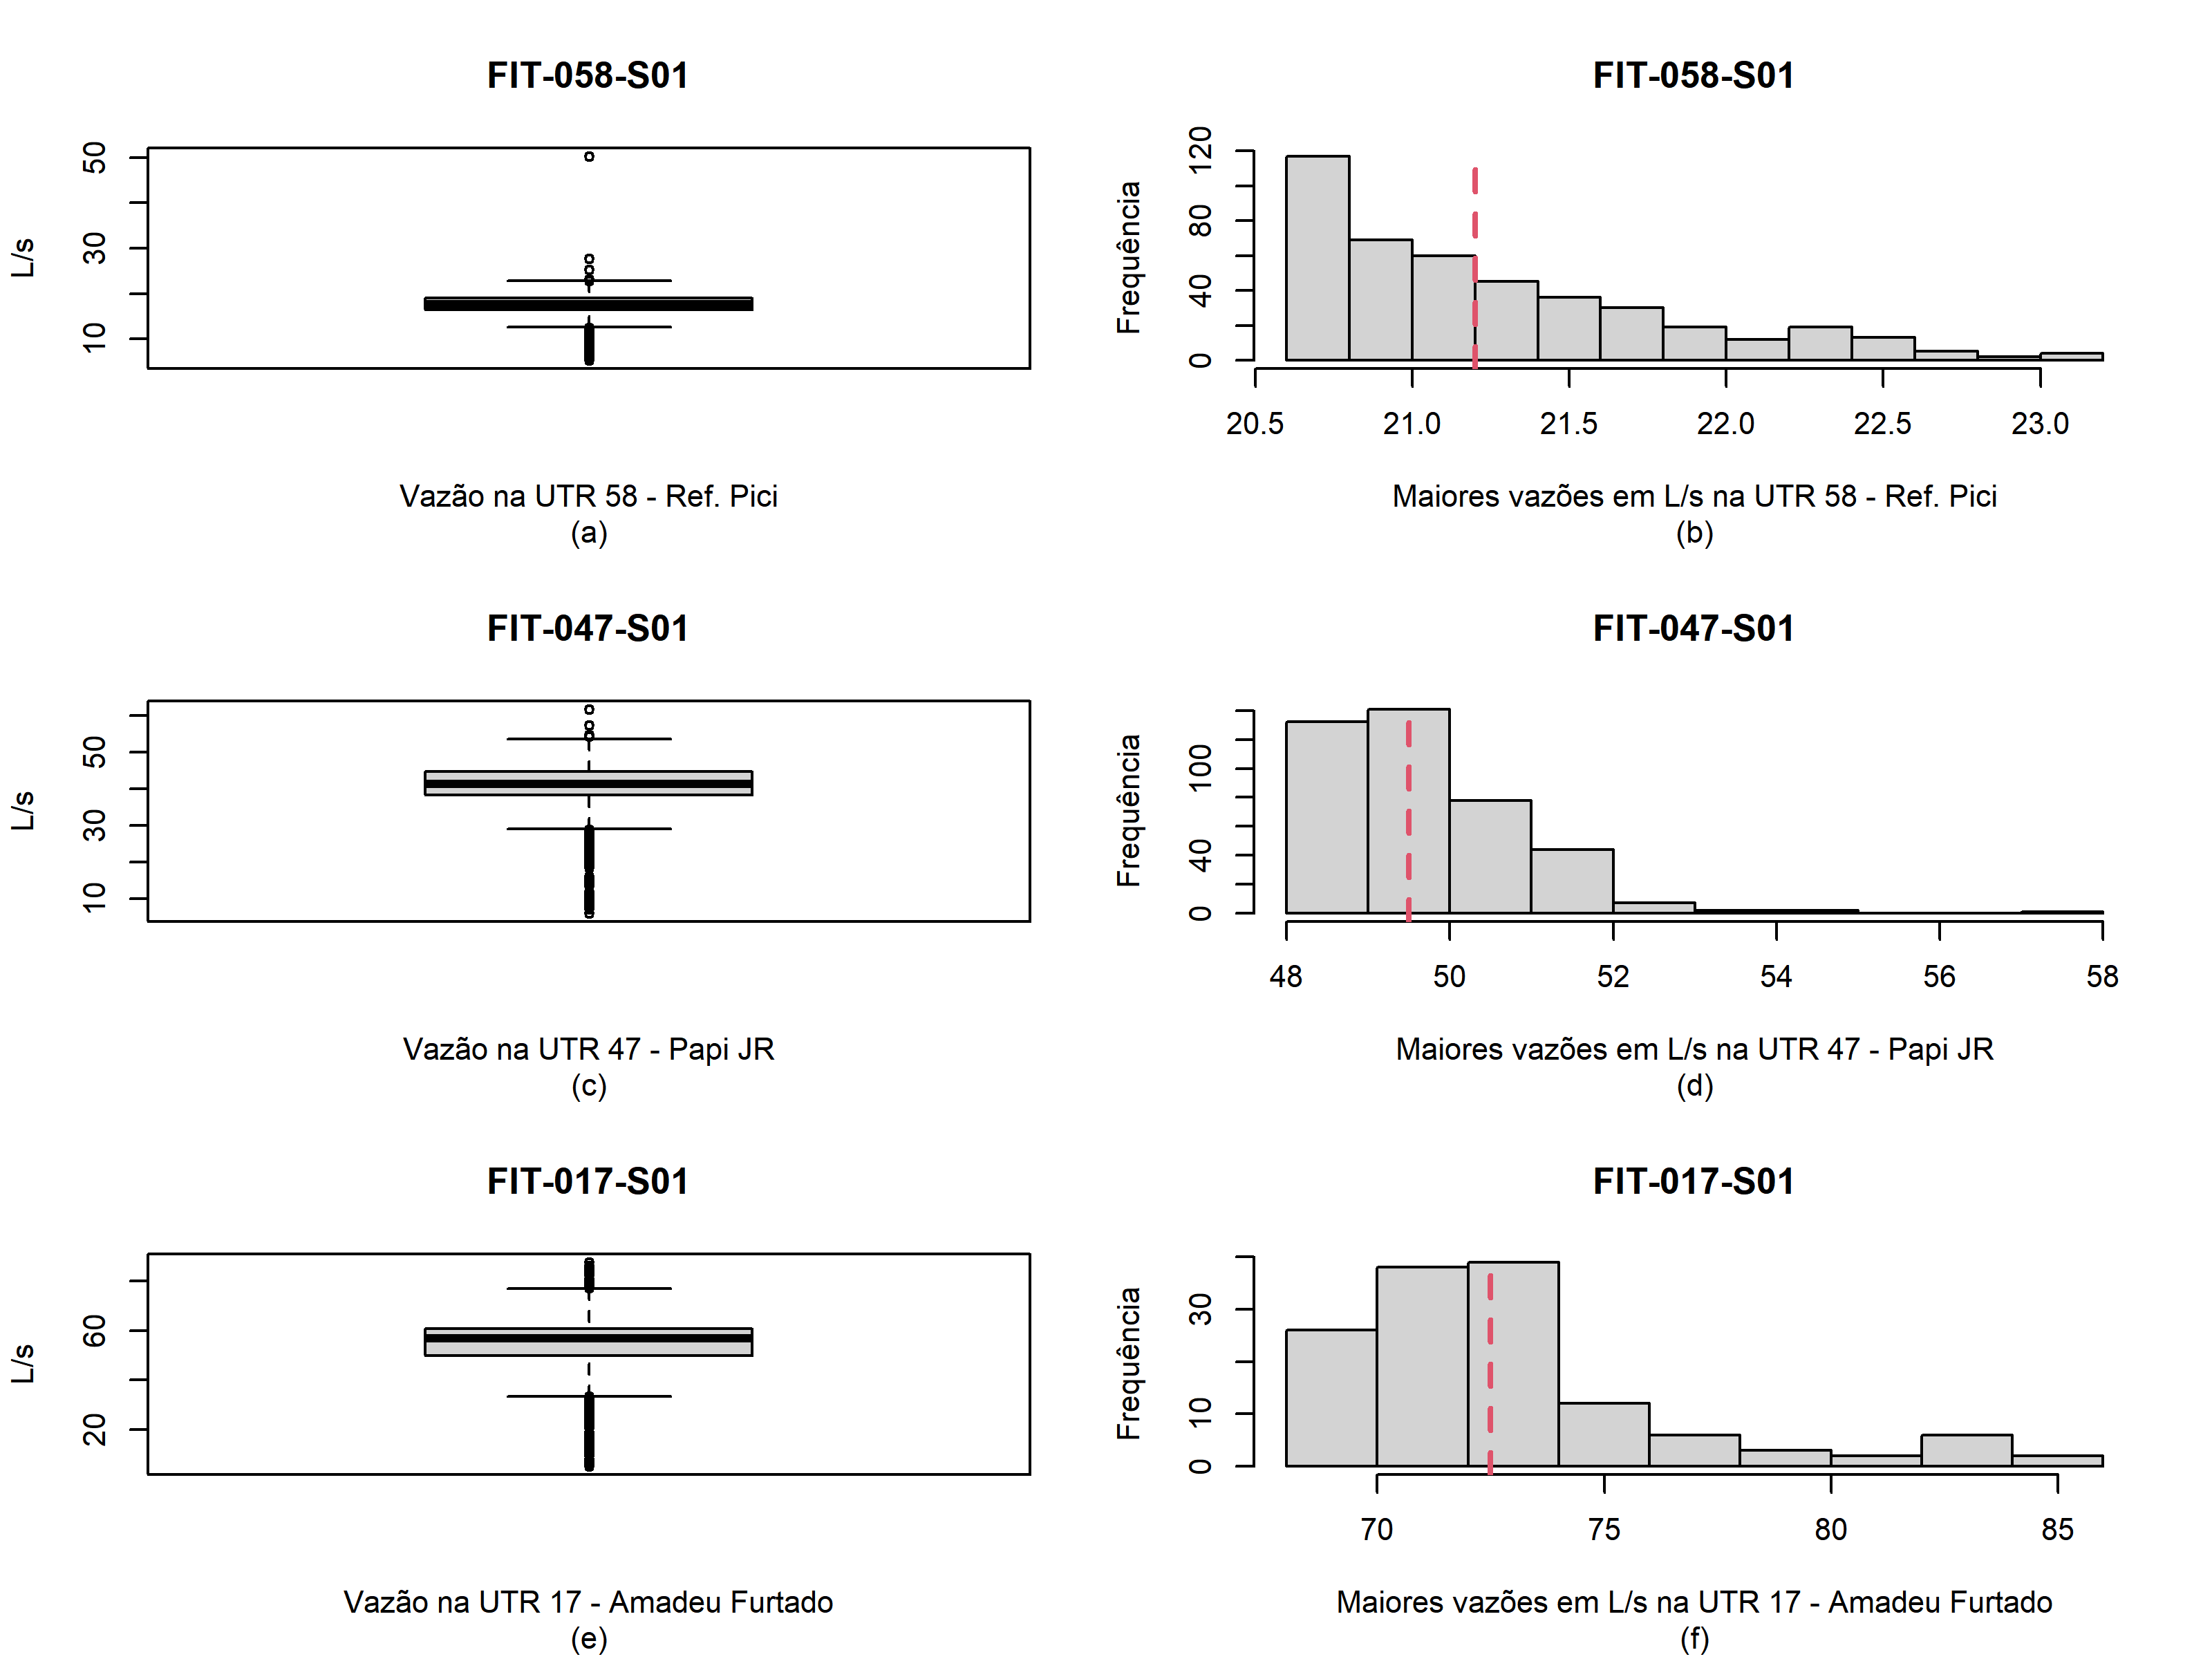 FIT-058-S01
L/s
50
30
10
Vazão na UTR 58 - Ref. Pici
(a)
FIT-058-S01
Frequência
120
80
40
0
20.5 21.0 21.5 22.0 22.5 23.0
Maiores vazões em L/s na UTR 58 - Ref. Pici
(b)
FIT-047-S01
L/s
50
30
10
Vazão na UTR 47 - Papi JR
(c)
FIT-047-S01
Frequência
100
40
0
48 50 52 54 56 58
Maiores vazões em L/s na UTR 47 - Papi JR
(d)
FIT-017-S01
L/s
60
20
Vazão na UTR 17 - Amadeu Furtado
(e)
FIT-017-S01
Frequência
30
10
0
70 75 80 85
Maiores vazões em L/s na UTR 17 - Amadeu Furtado
(f)